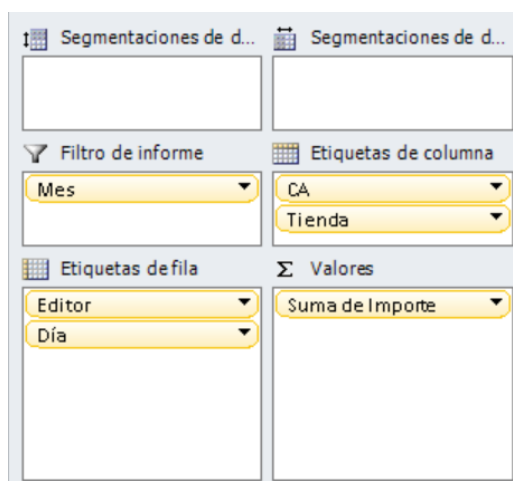 Segmentaciones de d...
Segmentaciones de d...
Filtro de informe
Etiquetas de columna
Mes
CA
Tienda
Etiquetas de fila
Σ Valores
Editor
Suma de Importe
Día